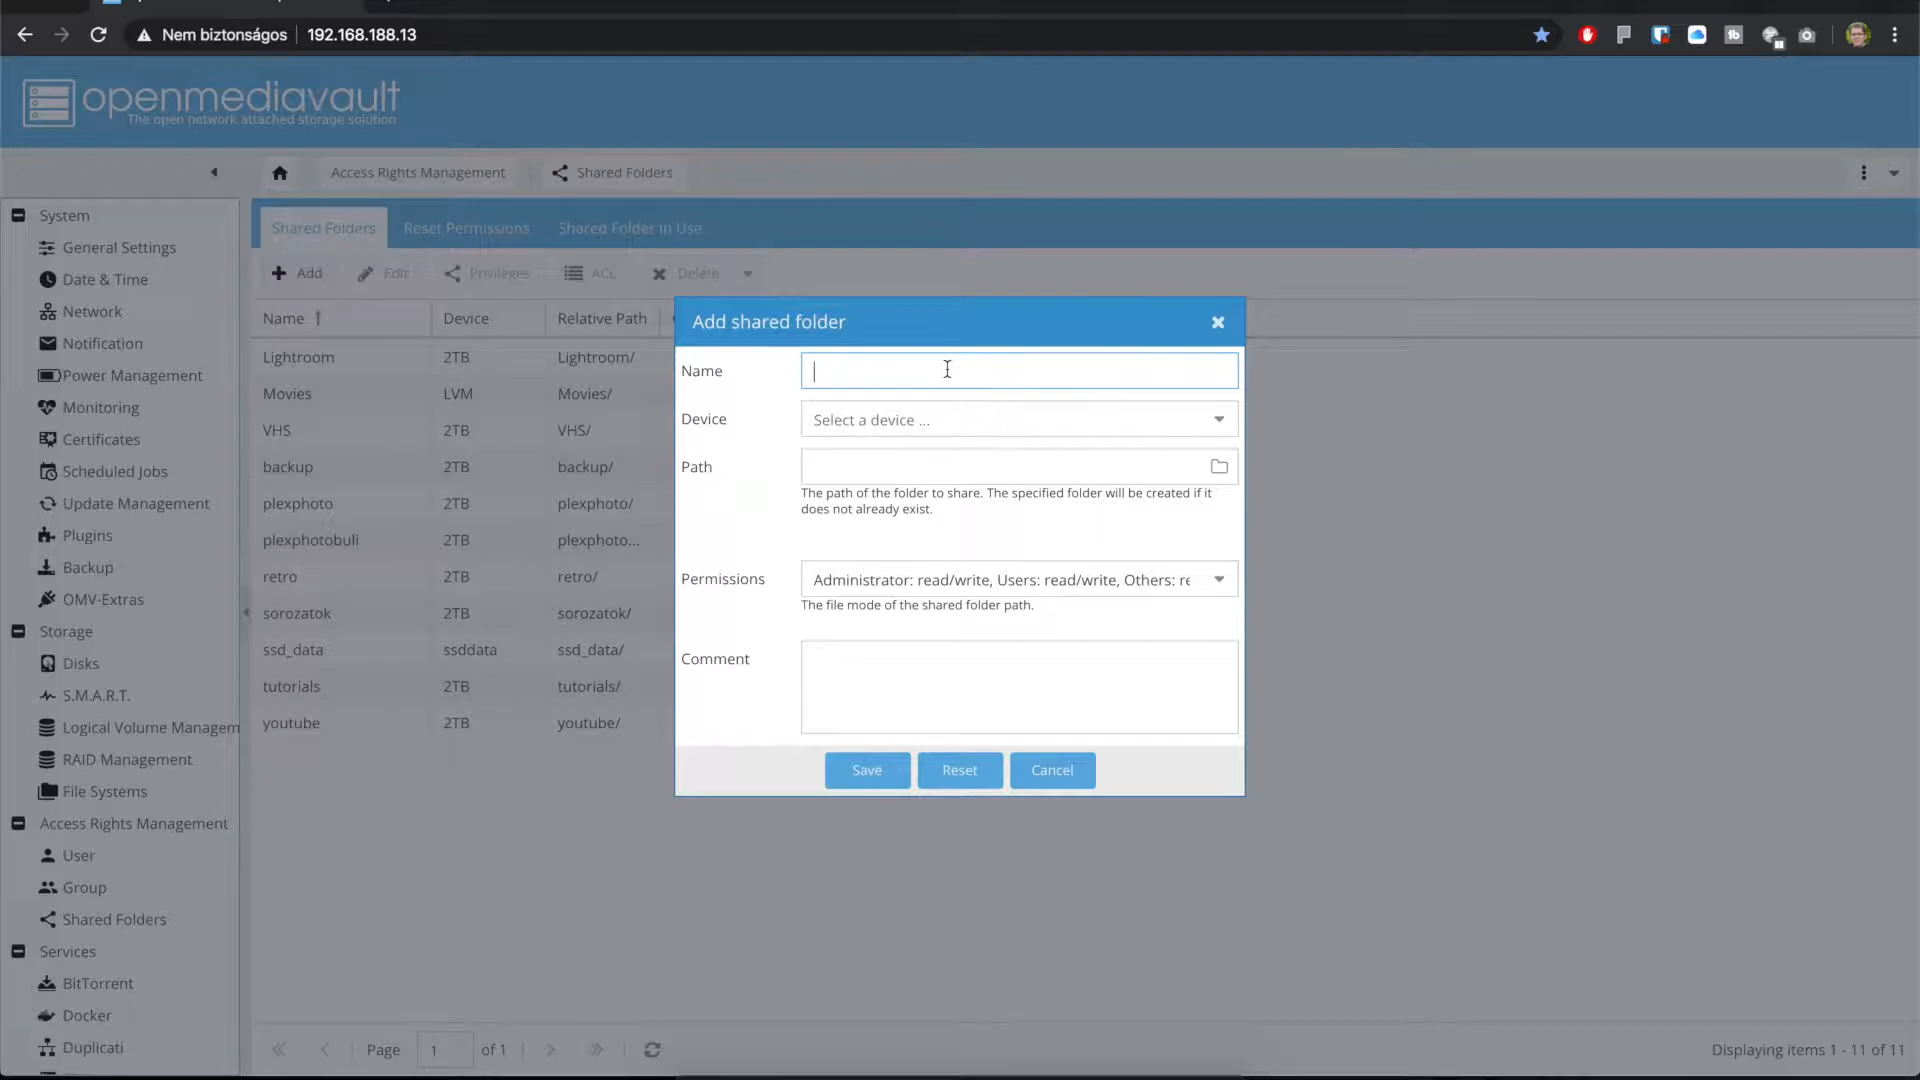 Nem biztonságos 192.168.188.13
openmediavault
The open network attached storage solution
Access Rights Management Shared Folders
System
General Settings
Date & Time
Network
Notification
Power Management
Monitoring
Certificates
Scheduled Jobs
Update Management
Plugins
Backup
OMV-Extras
Storage
Disks
S.M.A.R.T.
Logical Volume Managem
RAID Management
File Systems
Access Rights Management
User
Group
Shared Folders
Services
BitTorrent
Docker
Duplicati
Shared Folders Reset Permissions Shared Folder In Use
Add Edit Privileges ACL Delete
Name Device Relative Path
Lightroom 2TB Lightroom/
Movies LVM Movies/
VHS 2TB VHS/
backup 2TB backup/
plexphoto 2TB plexphoto/
plexphotobuli 2TB plexphoto...
retro 2TB retro/
sorozatok 2TB sorozatok/
ssd_data ssddata ssd_data/
tutorials 2TB tutorials/
youtube 2TB youtube/
Add shared folder
Name
Device Select a device ...
Path
The path of the folder to share. The specified folder will be created if it
does not already exist.
Permissions Administrator: read/write, Users: read/write, Others: re
The file mode of the shared folder path.
Comment
Save Reset Cancel
Page 1 of 1 Displaying items 1 - 11 of 11